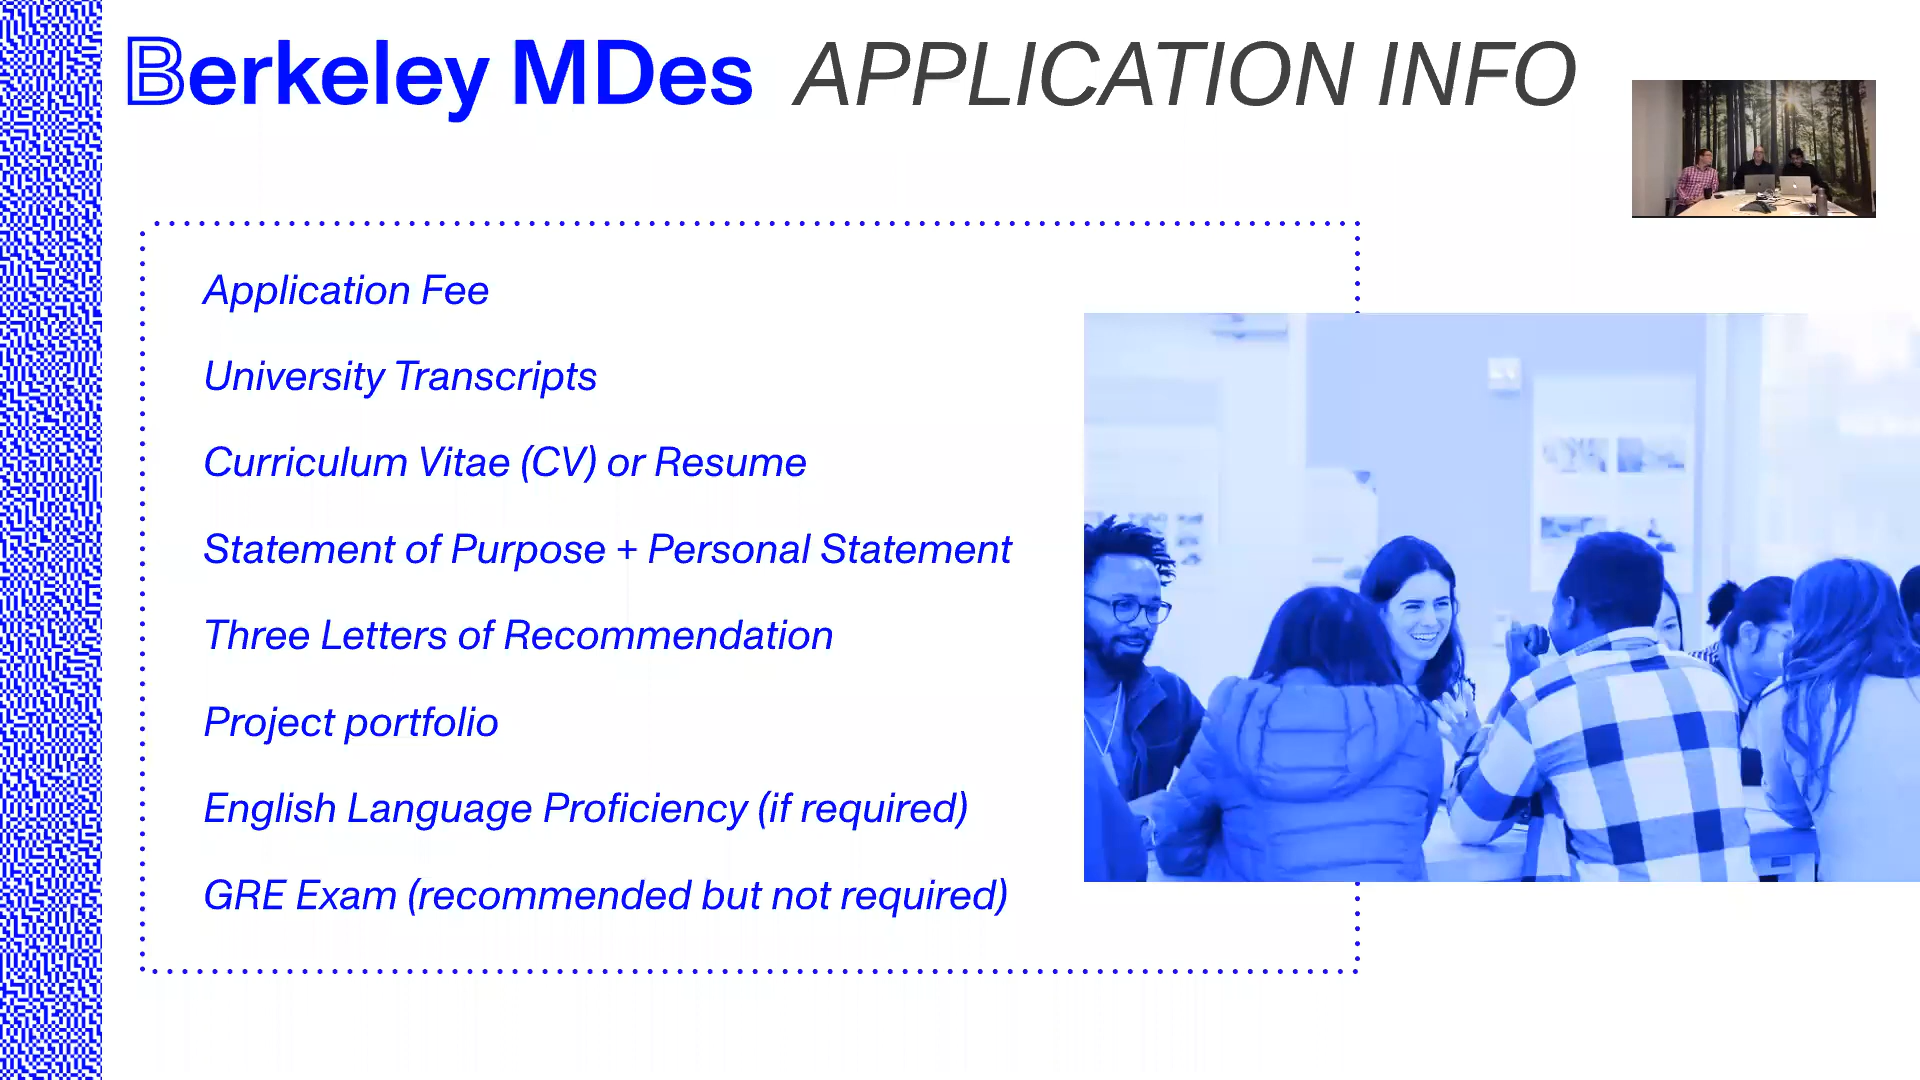 Berkeley MDes APPLICATION INFO
Application Fee
University Transcripts
Curriculum Vitae (CV) or Resume
Statement of Purpose + Personal Statement
Three Letters of Recommendation
Project portfolio
English Language Proficiency (if required)
GRE Exam (recommended but not required)